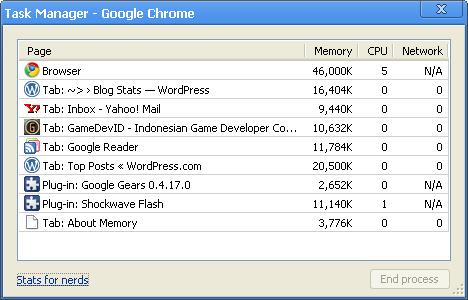 Task Manager - Google Chrome
Page Memory CPU Network
Browser 46,000K 5 N/A
Tab: ~> › Blog Stats — WordPress 16,404K 0 0
Tab: Inbox - Yahoo! Mail 9,440K 0 0
Tab: GameDevID - Indonesian Game Developer Co... 10,632K 0 0
Tab: Google Reader 11,784K 0 0
Tab: Top Posts « WordPress.com 20,500K 0 0
Plug-in: Google Gears 0.4.17.0 2,652K 0 N/A
Plug-in: Shockwave Flash 11,140K 1 N/A
Tab: About Memory 3,776K 0 0
Stats for nerds End process